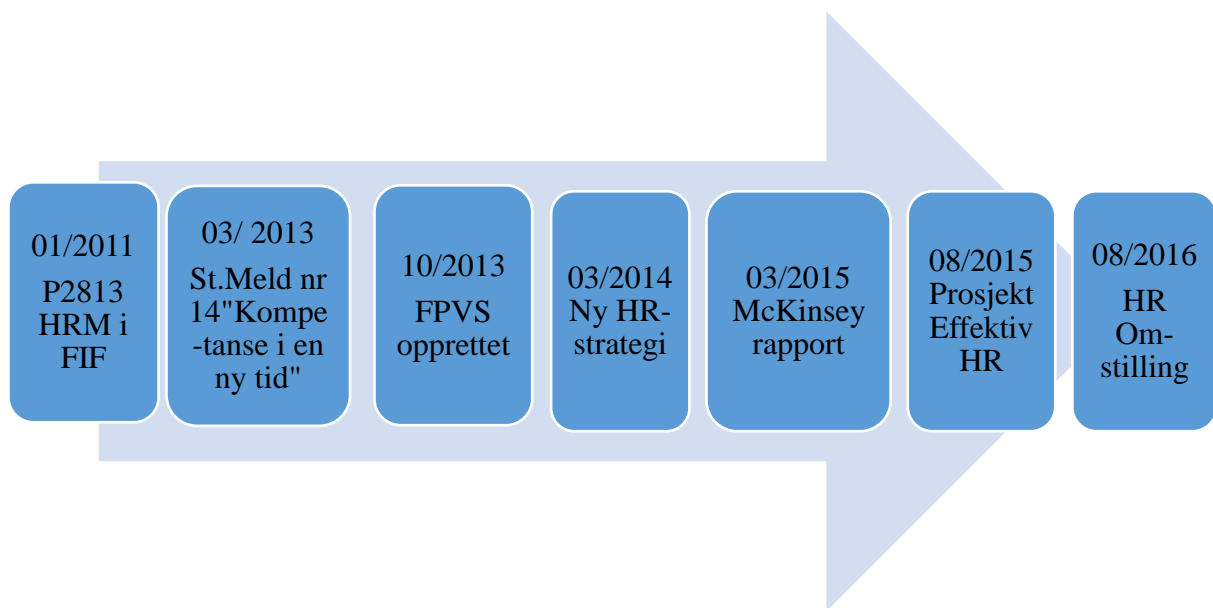 01/2011
P2813
HRM i
FIF
03/ 2013
St.Meld nr
14"Kompe
-tanse i en
ny tid"
10/2013
FPVS
opprettet
03/2014
Ny HR-
strategi
03/2015
McKinsey
rapport
08/2015
Prosjekt
Effektiv
HR
08/2016
HR
Om-
stilling